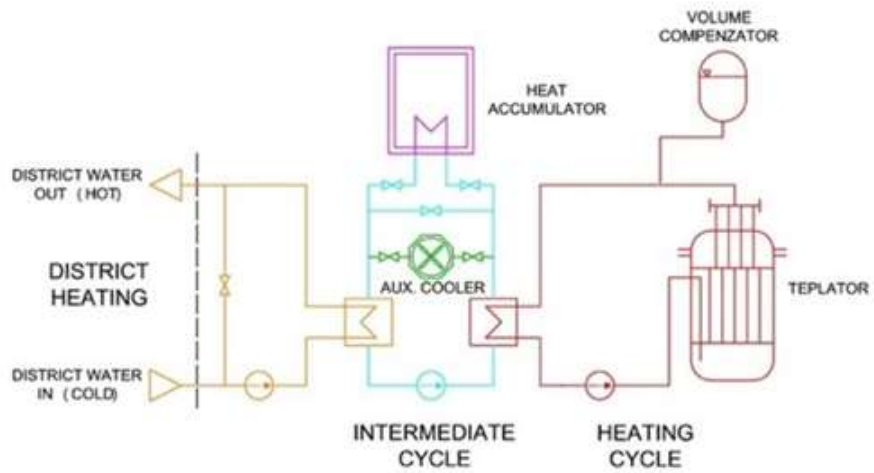 VOLUME
COMPENZATOR
HEAT
ACCUMULATOR
DISTRICT WATER
OUT ( HOT)
DISTRICT
HEATING
AUX. COOLER
TEPLATOR
DISTRICT WATER
IN ( COLD)
INTERMEDIATE
CYCLE
HEATING
CYCLE